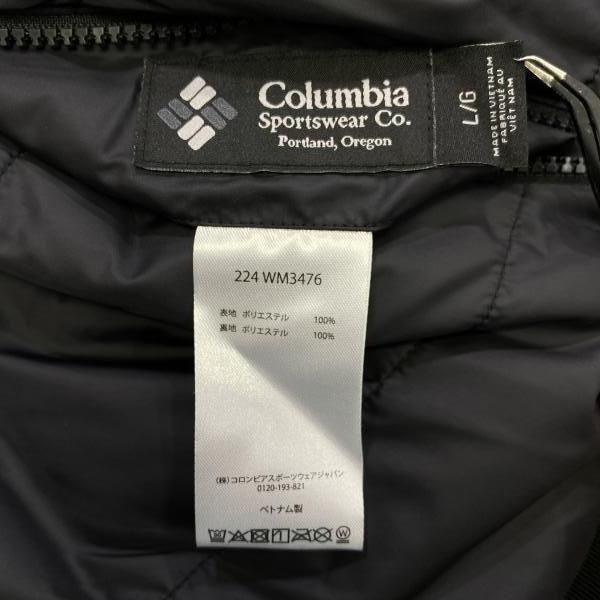 Columbia
Sportswear Co.
Portland, Oregon
L/G
MADE IN VIETNAM
FABRIQUÉ AU
VIÊT NAM
224 WM3476
表地 ポリエステル 100%
裏地 ポリエステル 100%
(株)コロンビアスポーツウェアジャパン
0120-193-821
ベトナム製